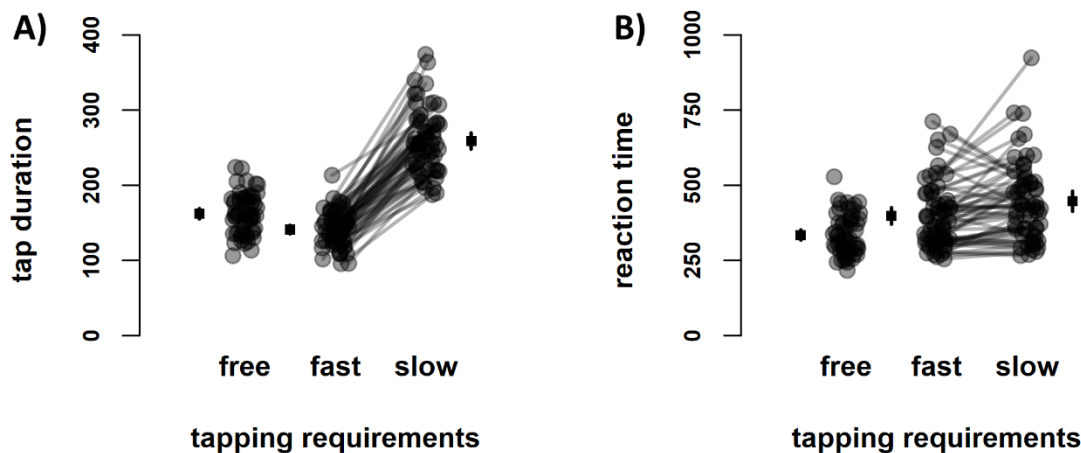 A)
tap duration
400
300
200
100
0
free fast slow
tapping requirements
B)
reaction time
1000
750
500
250
0
free fast slow
tapping requirements